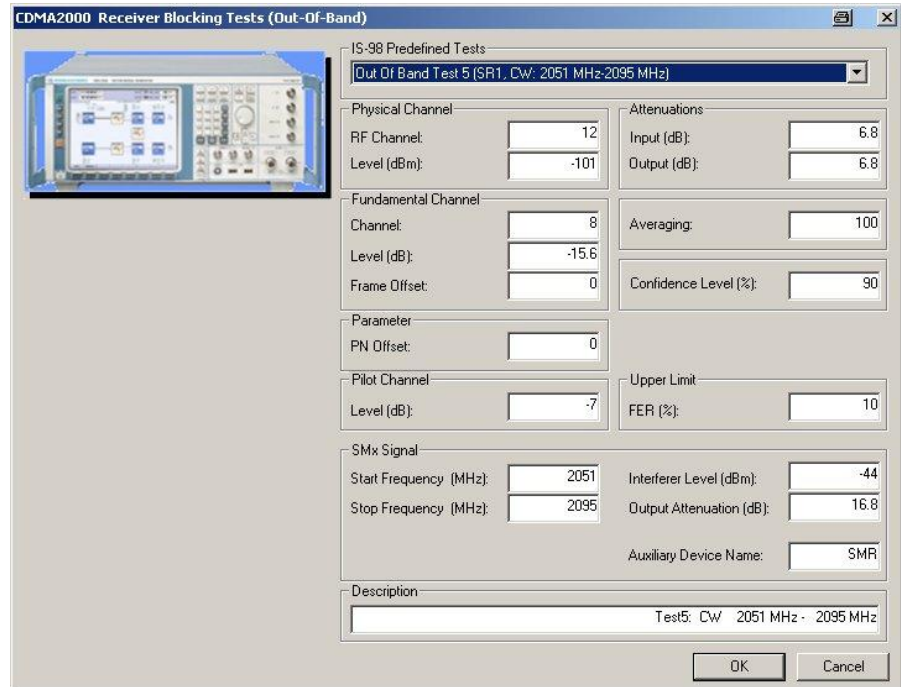 CDMA2000 Receiver Blocking Tests (Out-Of-Band)
IS-98 Predefined Tests
Out Of Band Test 5 (SR1, CW: 2051 MHz-2095 MHz)
Physical Channel
RF Channel: 12
Level (dBm): -101
Attenuations
Input (dB): 6.8
Output (dB): 6.8
Fundamental Channel
Channel: 8
Level (dB): -15.6
Frame Offset: 0
Averaging: 100
Confidence Level (%): 90
Parameter
PN Offset: 0
Pilot Channel
Level (dB): -7
Upper Limit
FER (%): 10
SMx Signal
Start Frequency (MHz): 2051
Stop Frequency (MHz): 2095
Interferer Level (dBm): -44
Output Attenuation (dB): 16.8
Auxiliary Device Name: SMR
Description
Test5: CW 2051 MHz - 2095 MHz
OK
Cancel